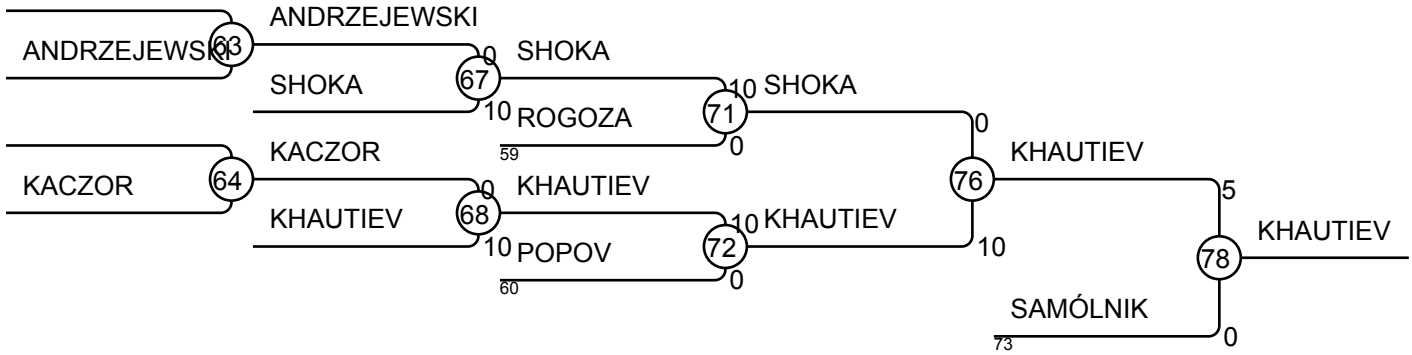 ANDRZEJEWSKI
ANDRZEJEWSKI
63
0
SHOKA
67
SHOKA
10
10
SHOKA
ROGOZA
71
59
0
0
KACZOR
KHAUTIEV
KACZOR
64
0
KHAUTIEV
76
5
KHAUTIEV
68
10
KHAUTIEV
10
10
KHAUTIEV
POPOV
72
78
60
0
SAMÓLNIK
73
0